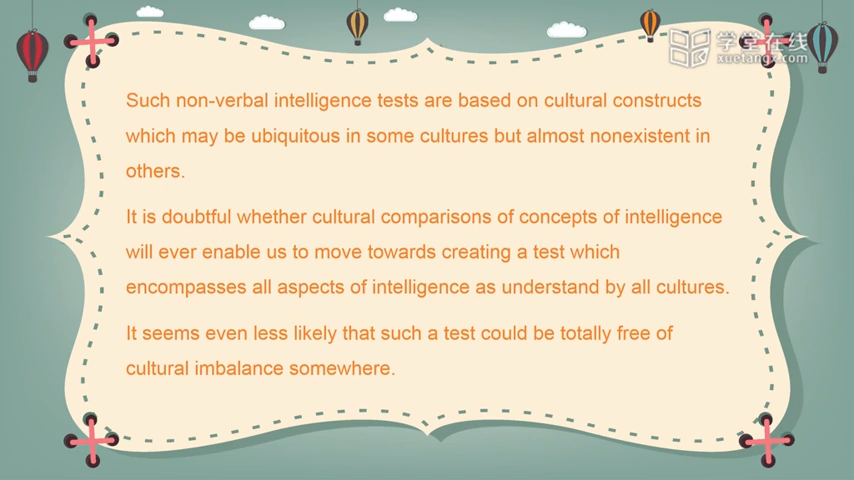 学堂在线
xuetangz.com
Such non-verbal intelligence tests are based on cultural constructs
which may be ubiquitous in some cultures but almost nonexistent in
others.
It is doubtful whether cultural comparisons of concepts of intelligence
will ever enable us to move towards creating a test which
encompasses all aspects of intelligence as understand by all cultures.
It seems even less likely that such a test could be totally free of
cultural imbalance somewhere.